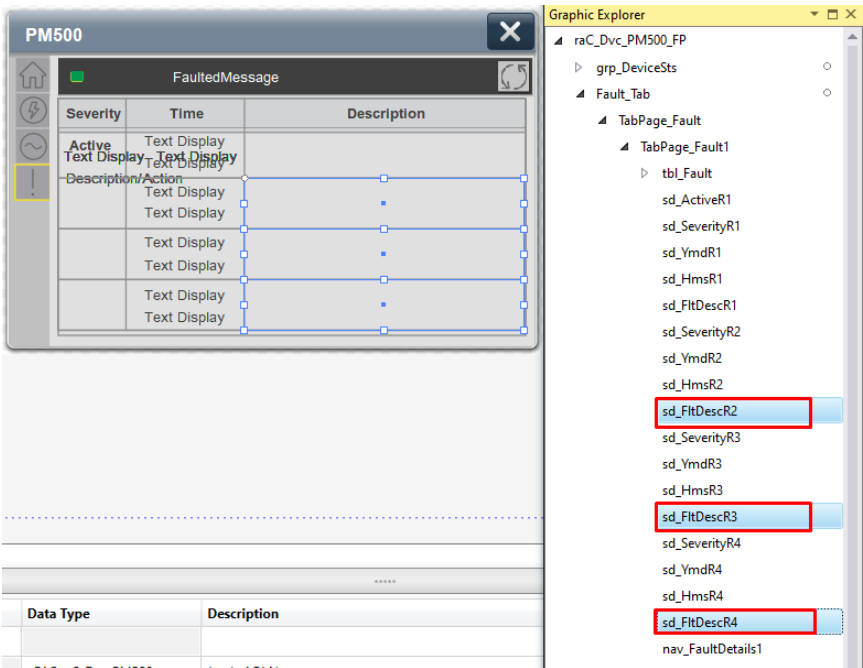 PM500
FaultedMessage
Severity Time Description
Active Text Display
Text Display Text Display
Text Display
Description/Action
Text Display
Text Display
Text Display
Text Display
Text Display
Text Display
Data Type Description
Graphic Explorer
raC_Dvc_PM500_FP
grp_DeviceSts
Fault_Tab
TabPage_Fault
TabPage_Fault1
tbl_Fault
sd_ActiveR1
sd_SeverityR1
sd_YmdR1
sd_HmsR1
sd_FltDescR1
sd_SeverityR2
sd_YmdR2
sd_HmsR2
sd_FltDescR2
sd_SeverityR3
sd_YmdR3
sd_HmsR3
sd_FltDescR3
sd_SeverityR4
sd_YmdR4
sd_HmsR4
sd_FltDescR4
nav_FaultDetails1